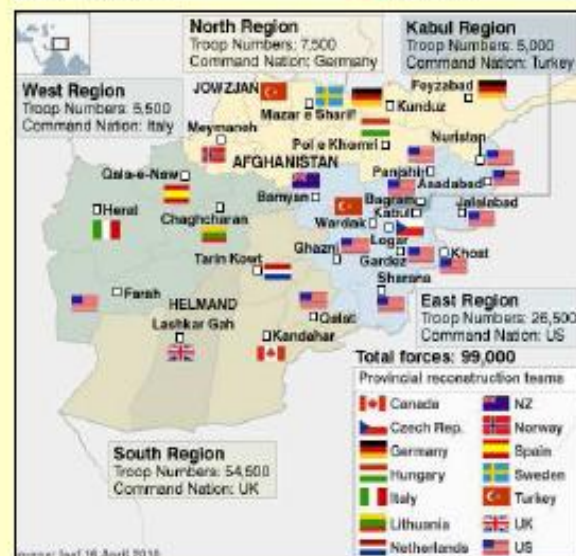 North Region
Troop Numbers: 7,500
Command Nation: Germany
Kabul Region
Troop Numbers: 5,000
Command Nation: Turkey
West Region
Troop Numbers: 5,500
Command Nation: Italy
JOWZJAN
Feyzabad
Mazar e Sharif
Kunduz
Meymaneh
Pol e Khomri
Nuristan
AFGHANISTAN
Panjshir
Qala-e-Naw
Asadabad
Bamyan
Bagram
Herat
Chaghcharan
Wardak
Kabul
Jalalabad
Logar
Tarin Kowt
Ghazni
Gardez
Khost
Sharana
Farah
HELMAND
Qalat
Lashkar Gah
Kandahar
East Region
Troop Numbers: 26,500
Command Nation: US
Total forces: 99,000
Provincial reconstruction teams
Canada
NZ
Czech Rep.
Norway
Germany
Spain
Hungary
Sweden
Italy
Turkey
Lithuania
UK
Netherlands
US
South Region
Troop Numbers: 54,500
Command Nation: UK